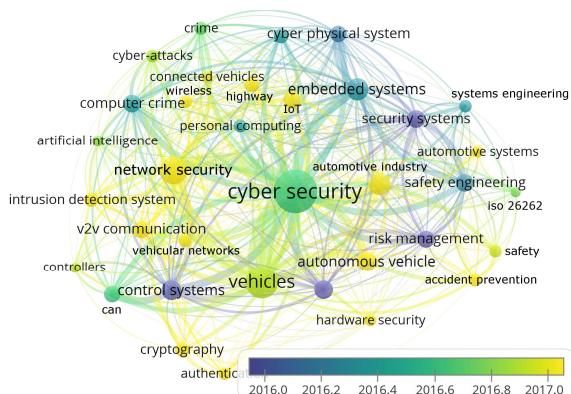 crime
cyber physical system
cyber-attacks
connected vehicles
wireless
highway
embedded systems
systems engineering
computer crime
IoT
personal computing
security systems
artificial intelligence
automotive systems
network security
automotive industry
safety engineering
cyber security
intrusion detection system
iso 26262
v2v communication
vehicular networks
risk management
safety
controllers
autonomous vehicle
accident prevention
control systems
vehicles
can
hardware security
cryptography
2016.0 2016.2 2016.4 2016.6 2016.8 2017.0